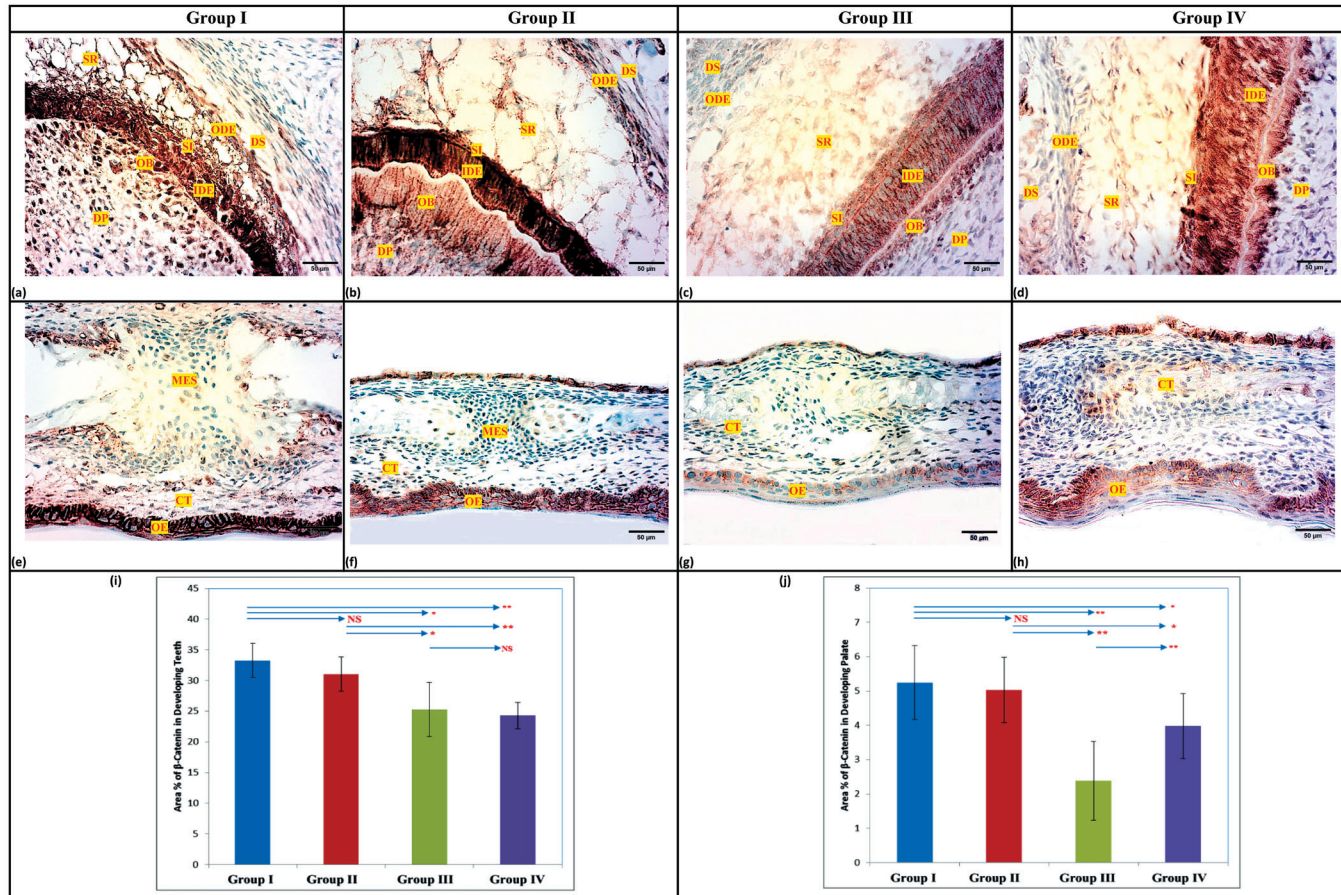 Group I
Group II
Group III
Group IV
SR
ODE
SI
DS
OB
IDE
DP
50 µm
(a)
DS
ODE
SR
SI
IDE
OB
DP
50 µm
(b)
DS
ODE
SR
IDE
SI
OB
DP
50 µm
(c)
IDE
ODE
OB
SI
DP
DS
SR
50 µm
(d)
MES
CT
OE
(e)
MES
CT
OE
50 µm
(f)
CT
OE
50 µm
(g)
CT
OE
50 µm
(h)
(i)
Area % of β-Catenin in Developing Teeth
45
40
35
30
25
20
15
10
5
0
**
*
NS
**
*
NS
Group I
Group II
Group III
Group IV
(j)
Area % of β-Catenin in Developing Palate
8
7
6
5
4
3
2
1
0
*
**
NS
*
**
**
Group I
Group II
Group III
Group IV